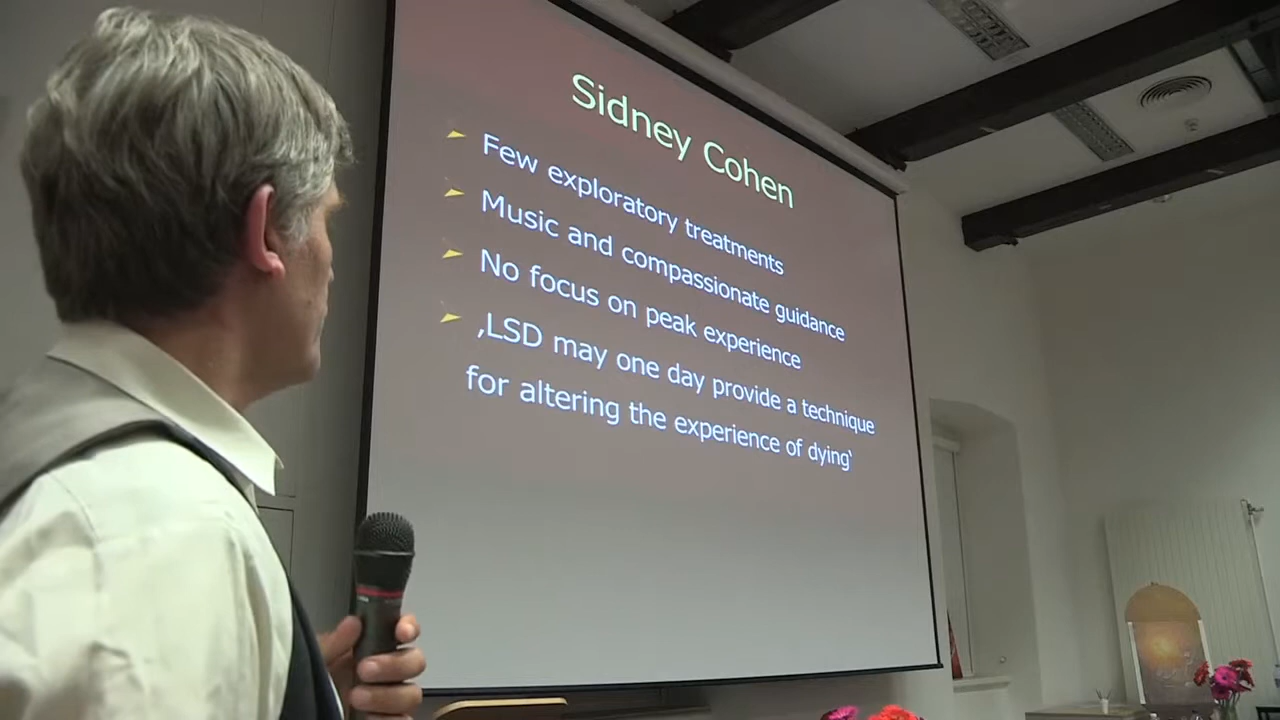 Sidney Cohen
Few exploratory treatments
Music and compassionate guidance
No focus on peak experience
‚LSD may one day provide a technique
for altering the experience of dying‘